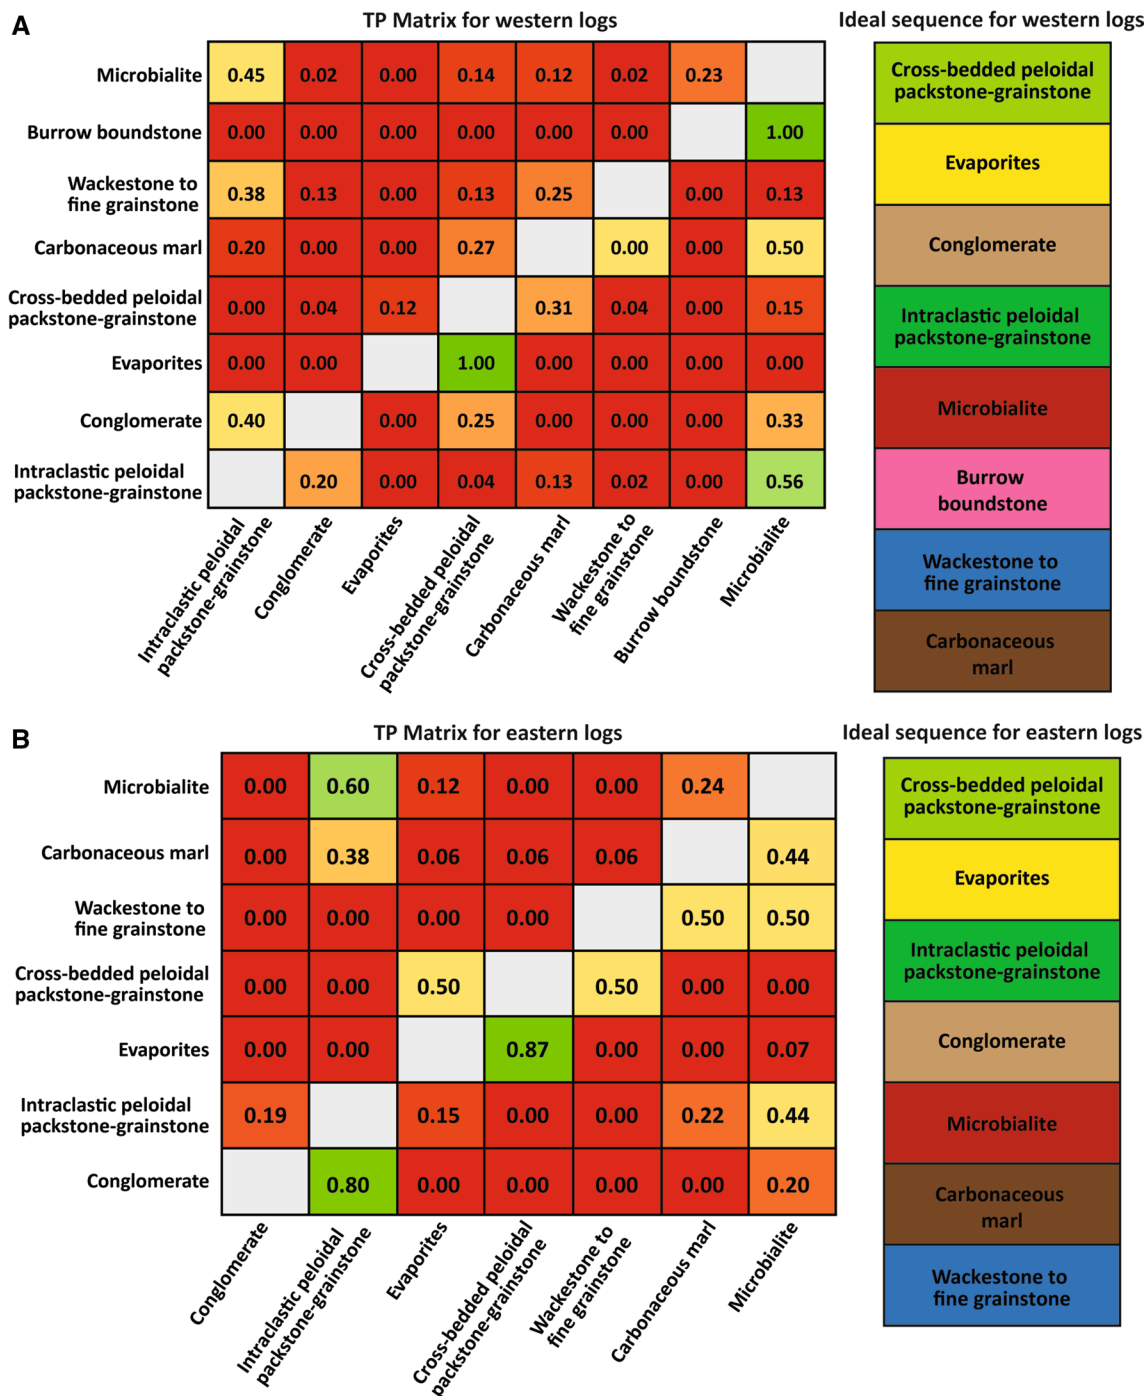 A
TP Matrix for western logs
Ideal sequence for western logs
Microbialite
0.45 0.02 0.00 0.14 0.12 0.02 0.23
Burrow boundstone
0.00 0.00 0.00 0.00 0.00 0.00 1.00
Wackestone to
fine grainstone
0.38 0.13 0.00 0.13 0.25 0.00 0.13
Carbonaceous marl
0.20 0.00 0.00 0.27 0.00 0.00 0.50
Cross-bedded peloidal
packstone-grainstone
0.00 0.04 0.12 0.31 0.04 0.00 0.15
Evaporites
0.00 0.00 1.00 0.00 0.00 0.00 0.00
Conglomerate
0.40 0.00 0.25 0.00 0.00 0.00 0.33
Intraclastic peloidal
packstone-grainstone
0.20 0.00 0.04 0.13 0.02 0.00 0.56
Intraclastic peloidal
packstone-grainstone
Conglomerate
Evaporites
Cross-bedded peloidal
packstone-grainstone
Carbonaceous marl
Wackestone to
fine grainstone
Burrow boundstone
Microbialite
Cross-bedded peloidal
packstone-grainstone
Evaporites
Conglomerate
Intraclastic peloidal
packstone-grainstone
Microbialite
Burrow
boundstone
Wackestone to
fine grainstone
Carbonaceous
marl
B
TP Matrix for eastern logs
Ideal sequence for eastern logs
Microbialite
0.00 0.60 0.12 0.00 0.00 0.24
Carbonaceous marl
0.00 0.38 0.06 0.06 0.06 0.44
Wackestone to
fine grainstone
0.00 0.00 0.00 0.00 0.50 0.50
Cross-bedded peloidal
packstone-grainstone
0.00 0.00 0.50 0.50 0.00 0.00
Evaporites
0.00 0.00 0.87 0.00 0.00 0.07
Intraclastic peloidal
packstone-grainstone
0.19 0.15 0.00 0.00 0.22 0.44
Conglomerate
0.80 0.00 0.00 0.00 0.00 0.20
Conglomerate
Intraclastic peloidal
packstone-grainstone
Evaporites
Cross-bedded peloidal
packstone-grainstone
Wackestone to
fine grainstone
Carbonaceous marl
Microbialite
Cross-bedded peloidal
packstone-grainstone
Evaporites
Intraclastic peloidal
packstone-grainstone
Conglomerate
Microbialite
Carbonaceous
marl
Wackestone to
fine grainstone